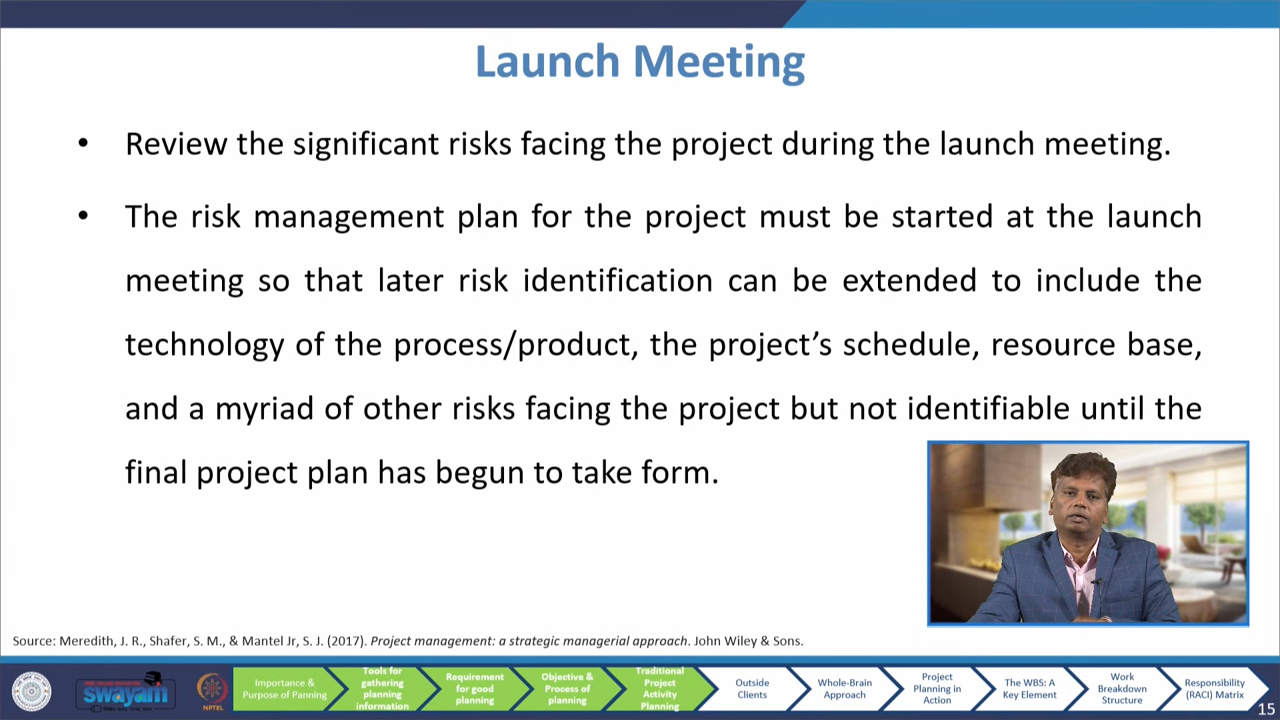 Launch Meeting
• Review the significant risks facing the project during the launch meeting.
• The risk management plan for the project must be started at the launch
meeting so that later risk identification can be extended to include the
technology of the process/product, the project’s schedule, resource base,
and a myriad of other risks facing the project but not identifiable until the
final project plan has begun to take form.
Source: Meredith, J. R., Shafer, S. M., & Mantel Jr, S. J. (2017). Project management: a strategic managerial approach. John Wiley & Sons.
swayam
NPTEL
Importance &
Purpose of Panning
Tools for
gathering
planning
information
Requirement
for good
planning
Objective &
Process of
planning
Traditional
Project
Activity
Planning
Outside
Clients
Whole-Brain
Approach
Project
Planning in
Action
The WBS: A
Key Element
Work
Breakdown
Structure
Responsibility
(RACI) Matrix
15